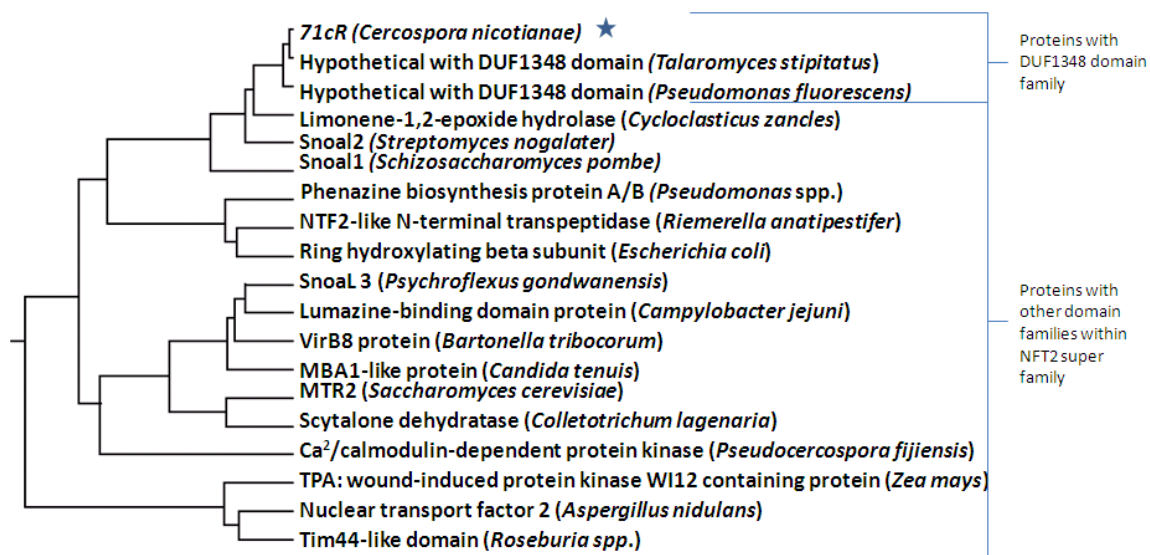 71cR (Cercospora nicotianae)
Hypothetical with DUF1348 domain (Talaromyces stipitatus)
Hypothetical with DUF1348 domain (Pseudomonas fluorescens)
Limonene-1,2-epoxide hydrolase (Cycloclasticus zancles)
Snoal2 (Streptomyces nogalater)
Snoal1 (Schizosaccharomyces pombe)
Phenazine biosynthesis protein A/B (Pseudomonas spp.)
NTF2-like N-terminal transpeptidase (Riemerella anatipestifer)
Ring hydroxylating beta subunit (Escherichia coli)
SnoaL 3 (Psychroflexus gondwanensis)
Lumazine-binding domain protein (Campylobacter jejuni)
VirB8 protein (Bartonella tribocorum)
MBA1-like protein (Candida tenuis)
MTR2 (Saccharomyces cerevisiae)
Scytalone dehydratase (Colletotrichum lagenaria)
Ca²/calmodulin-dependent protein kinase (Pseudocercospora fijiensis)
TPA: wound-induced protein kinase WI12 containing protein (Zea mays)
Nuclear transport factor 2 (Aspergillus nidulans)
Tim44-like domain (Roseburia spp.)
Proteins with
DUF1348 domain
family
Proteins with
other domain
families within
NFT2 super
family